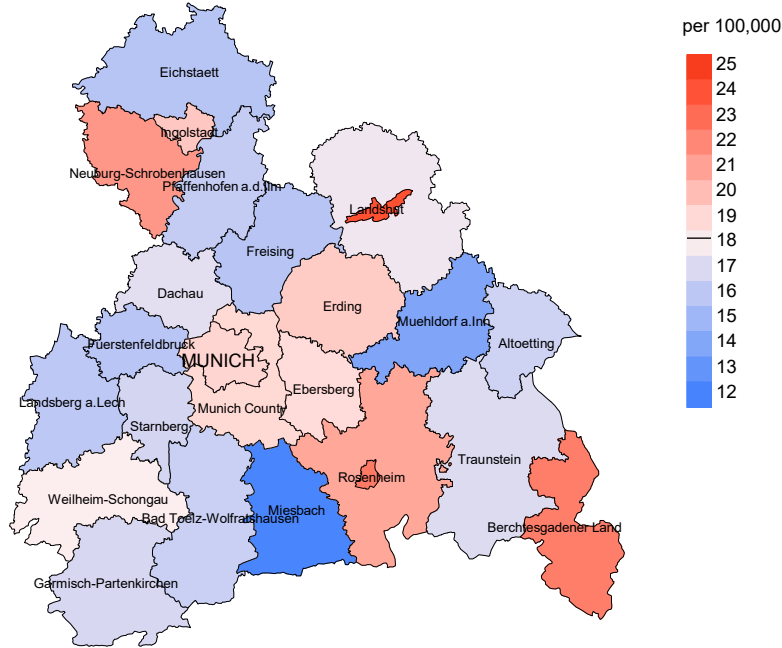 per 100,000
25
24
23
22
21
20
19
18
17
16
15
14
13
12
Eichstaett
Ingolstadt
Neuburg-Schrobenhausen
Pfaffenhofen a.d.Ilm
Landshut
Freising
Dachau
Erding
Muehldorf a.Inn
Altoetting
Fuerstenfeldbruck
MUNICH
Ebersberg
Landsberg a.Lech
Munich County
Starnberg
Traunstein
Rosenheim
Weilheim-Schongau
Miesbach
Bad Toelz-Wolfratshausen
Berchtesgadener Land
Garmisch-Partenkirchen